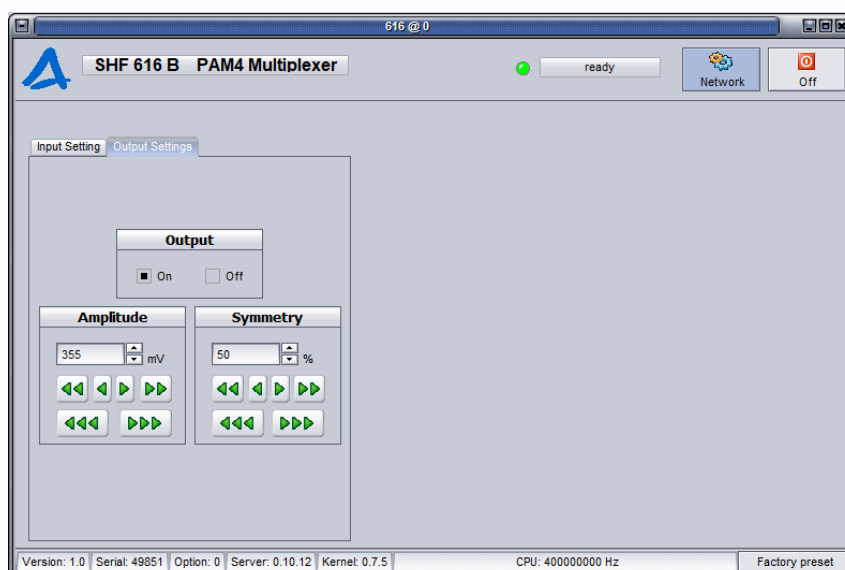 616 @ 0
SHF 616 B PAM4 Multiplexer
ready
Network
Off
Input Setting
Output Settings
Output
On
Off
Amplitude
355
mV
Symmetry
50
%
Version: 1.0
Serial: 49851
Option: 0
Server: 0.10.12
Kernel: 0.7.5
CPU: 400000000 Hz
Factory preset